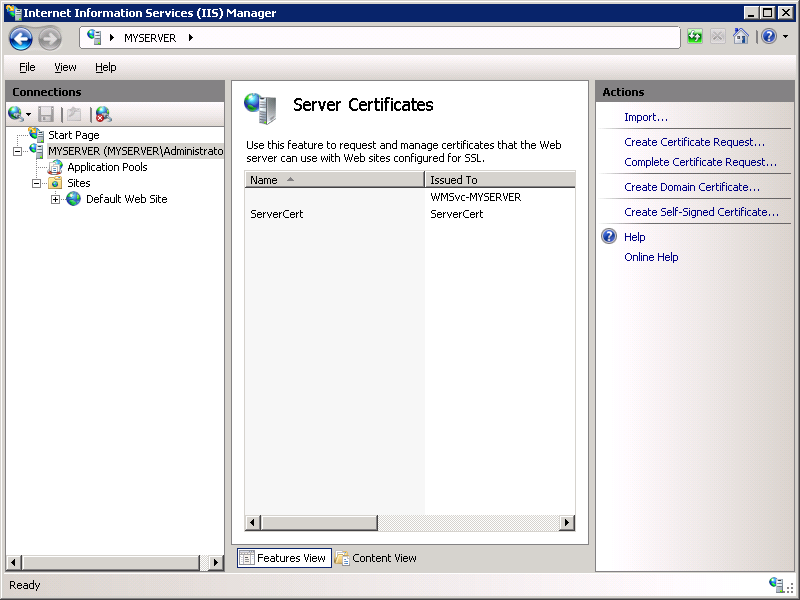 Internet Information Services (IIS) Manager
MYSERVER
File View Help
Connections
Start Page
MYSERVER (MYSERVER\Administrato
Application Pools
Sites
Default Web Site
Server Certificates
Use this feature to request and manage certificates that the Web
server can use with Web sites configured for SSL.
Name Issued To
WMSvc-MYSERVER
ServerCert ServerCert
Features View Content View
Actions
Import...
Create Certificate Request...
Complete Certificate Request...
Create Domain Certificate...
Create Self-Signed Certificate...
Help
Online Help
Ready